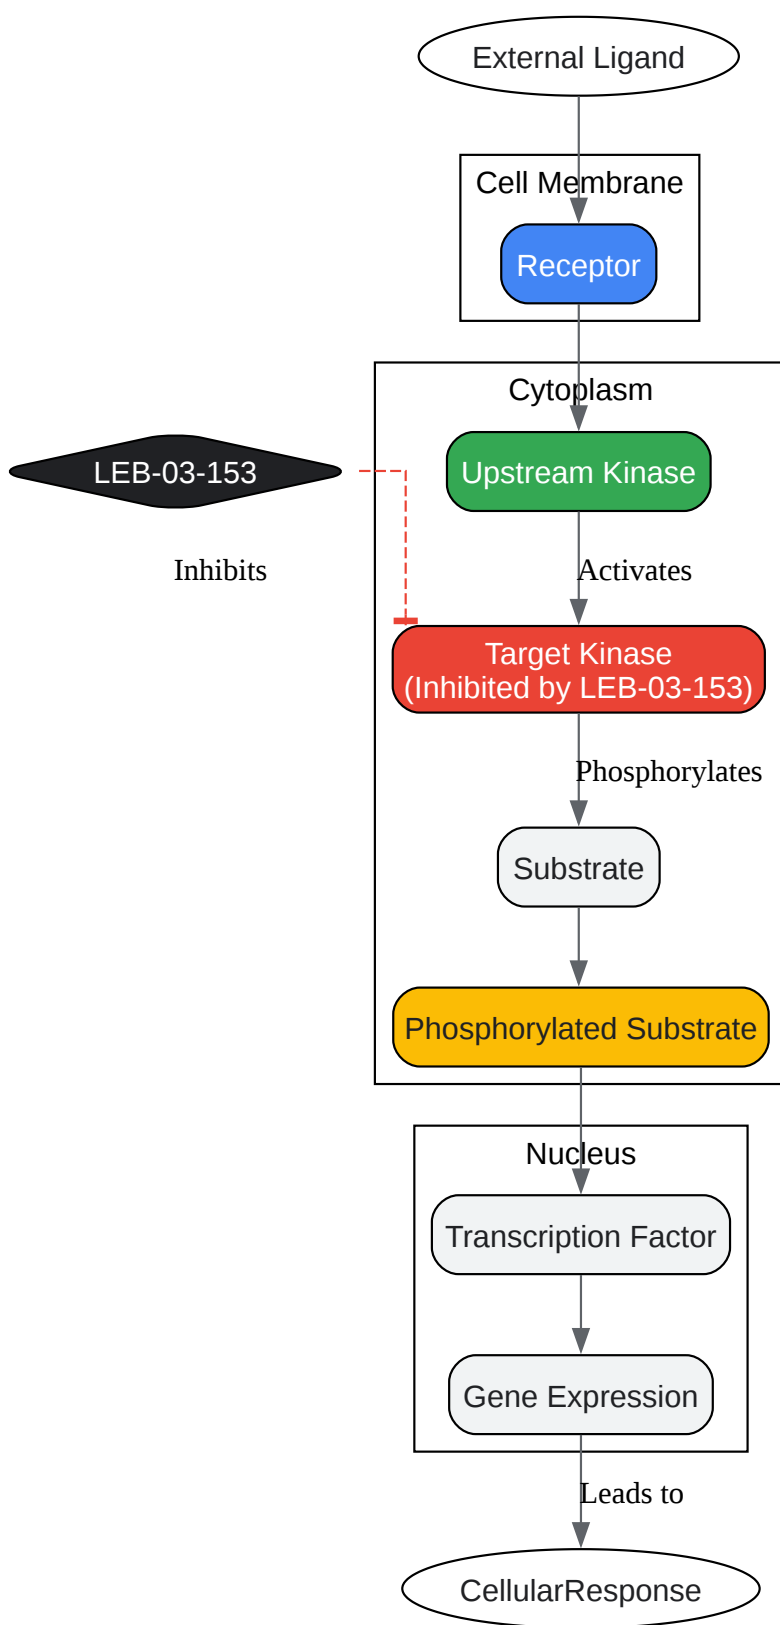 External Ligand
Cell Membrane
Receptor
Cytoplasm
LEB-03-153
Upstream Kinase
Inhibits
Activates
Target Kinase
(Inhibited by LEB-03-153)
Phosphorylates
Substrate
Phosphorylated Substrate
Nucleus
Transcription Factor
Gene Expression
Leads to
CellularResponse